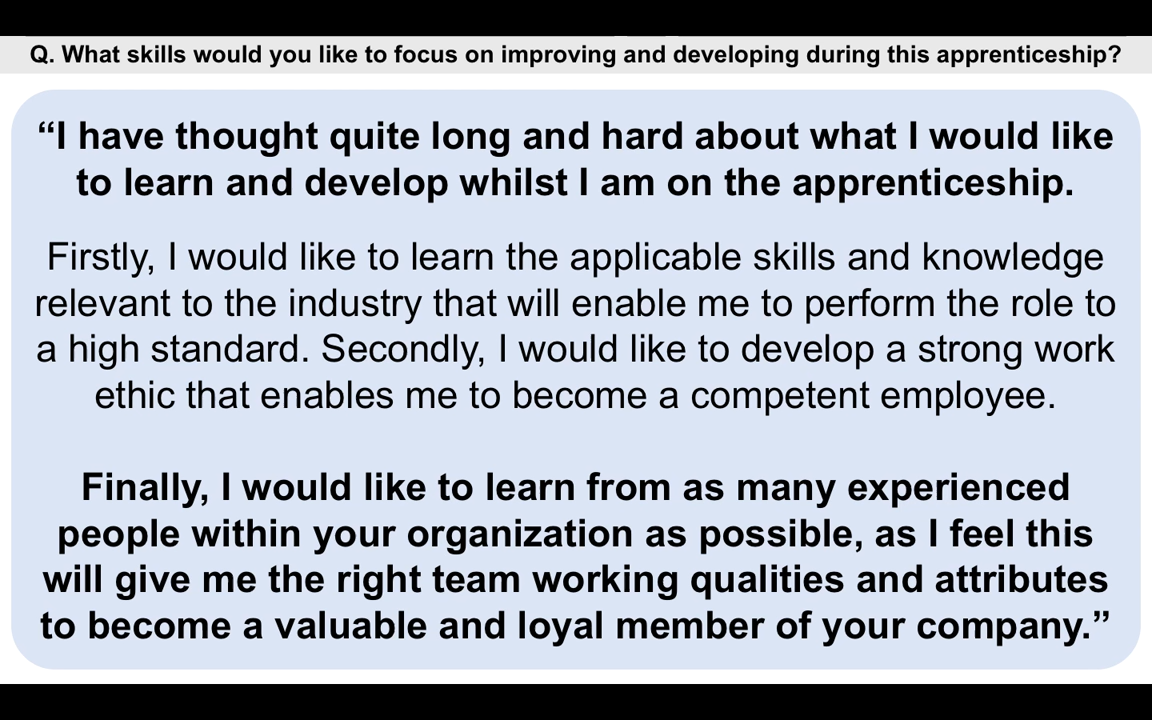 Q. What skills would you like to focus on improving and developing during this apprenticeship?
“I have thought quite long and hard about what I would like
to learn and develop whilst I am on the apprenticeship.
Firstly, I would like to learn the applicable skills and knowledge
relevant to the industry that will enable me to perform the role to
a high standard. Secondly, I would like to develop a strong work
ethic that enables me to become a competent employee.
Finally, I would like to learn from as many experienced
people within your organization as possible, as I feel this
will give me the right team working qualities and attributes
to become a valuable and loyal member of your company.”